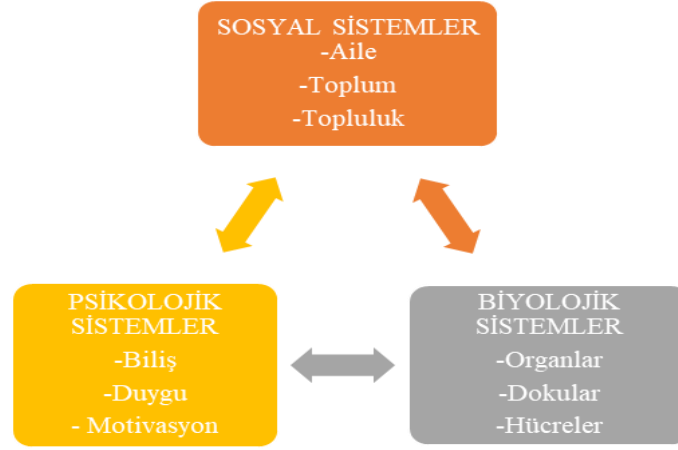 SOSYAL SİSTEMLER
-Aile
-Toplum
-Topluluk
PSİKOLOJİK
SİSTEMLER
-Biliş
-Duygu
- Motivasyon
BİYOLOJİK
SİSTEMLER
-Organlar
-Dokular
-Hücreler